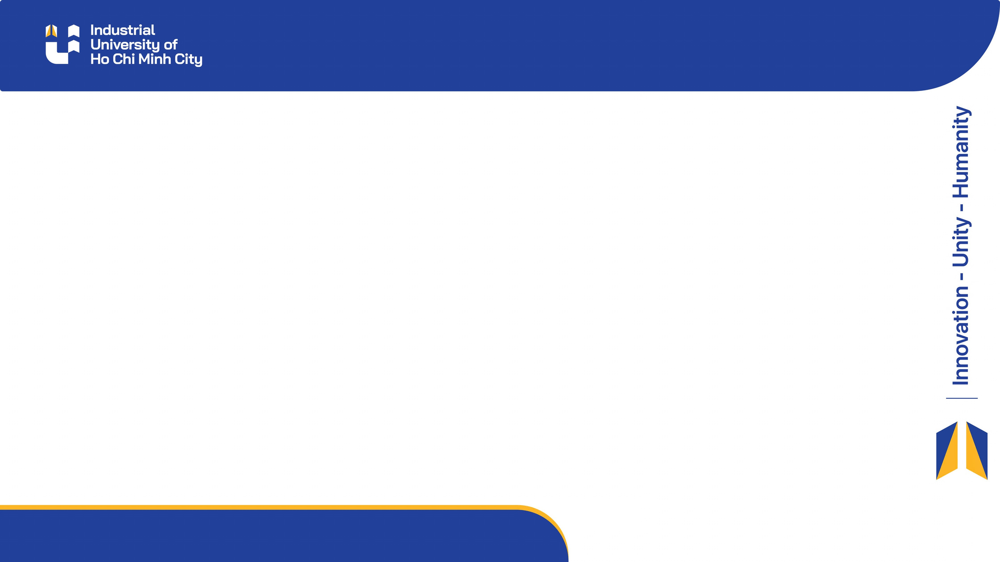 Industrial
University of
Ho Chi Minh City
Innovation - Unity - Humanity